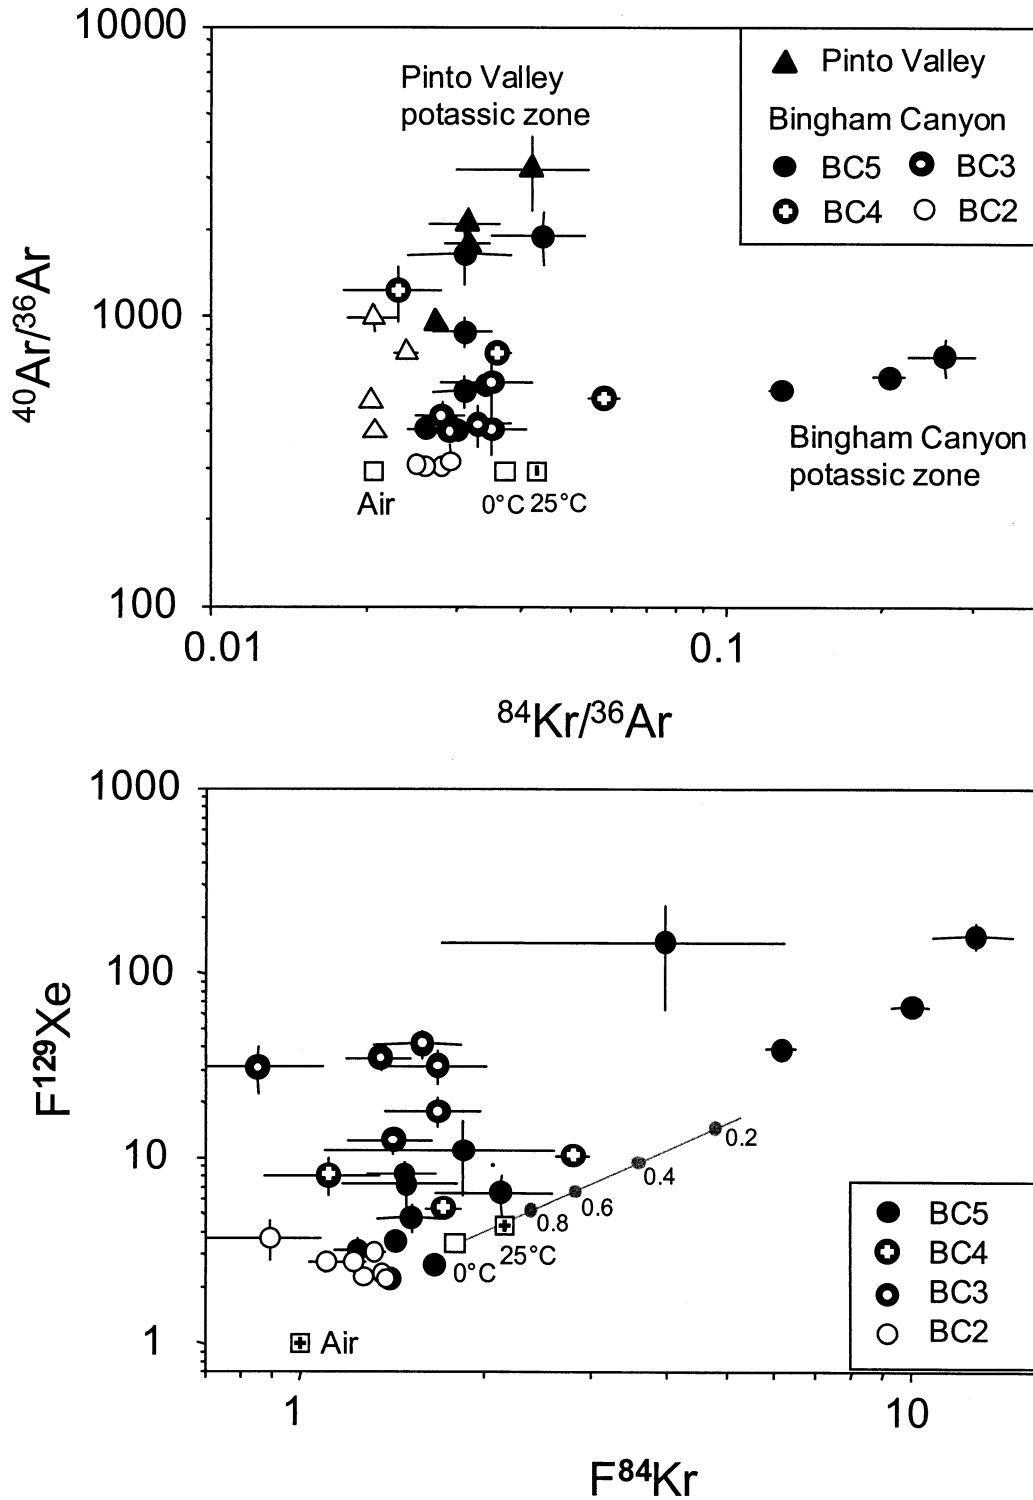 10000
1000
100
⁴⁰Ar/³⁶Ar
Pinto Valley
potassic zone
Pinto Valley
Bingham Canyon
BC5 BC3
BC4 BC2
Bingham Canyon
potassic zone
Air
0°C 25°C
0.01 0.1
⁸⁴Kr/³⁶Ar
1000
100
10
1
F¹²⁹Xe
0.2
0.4
0.6
0.8
25°C
0°C
Air
BC5
BC4
BC3
BC2
1 10
F⁸⁴Kr